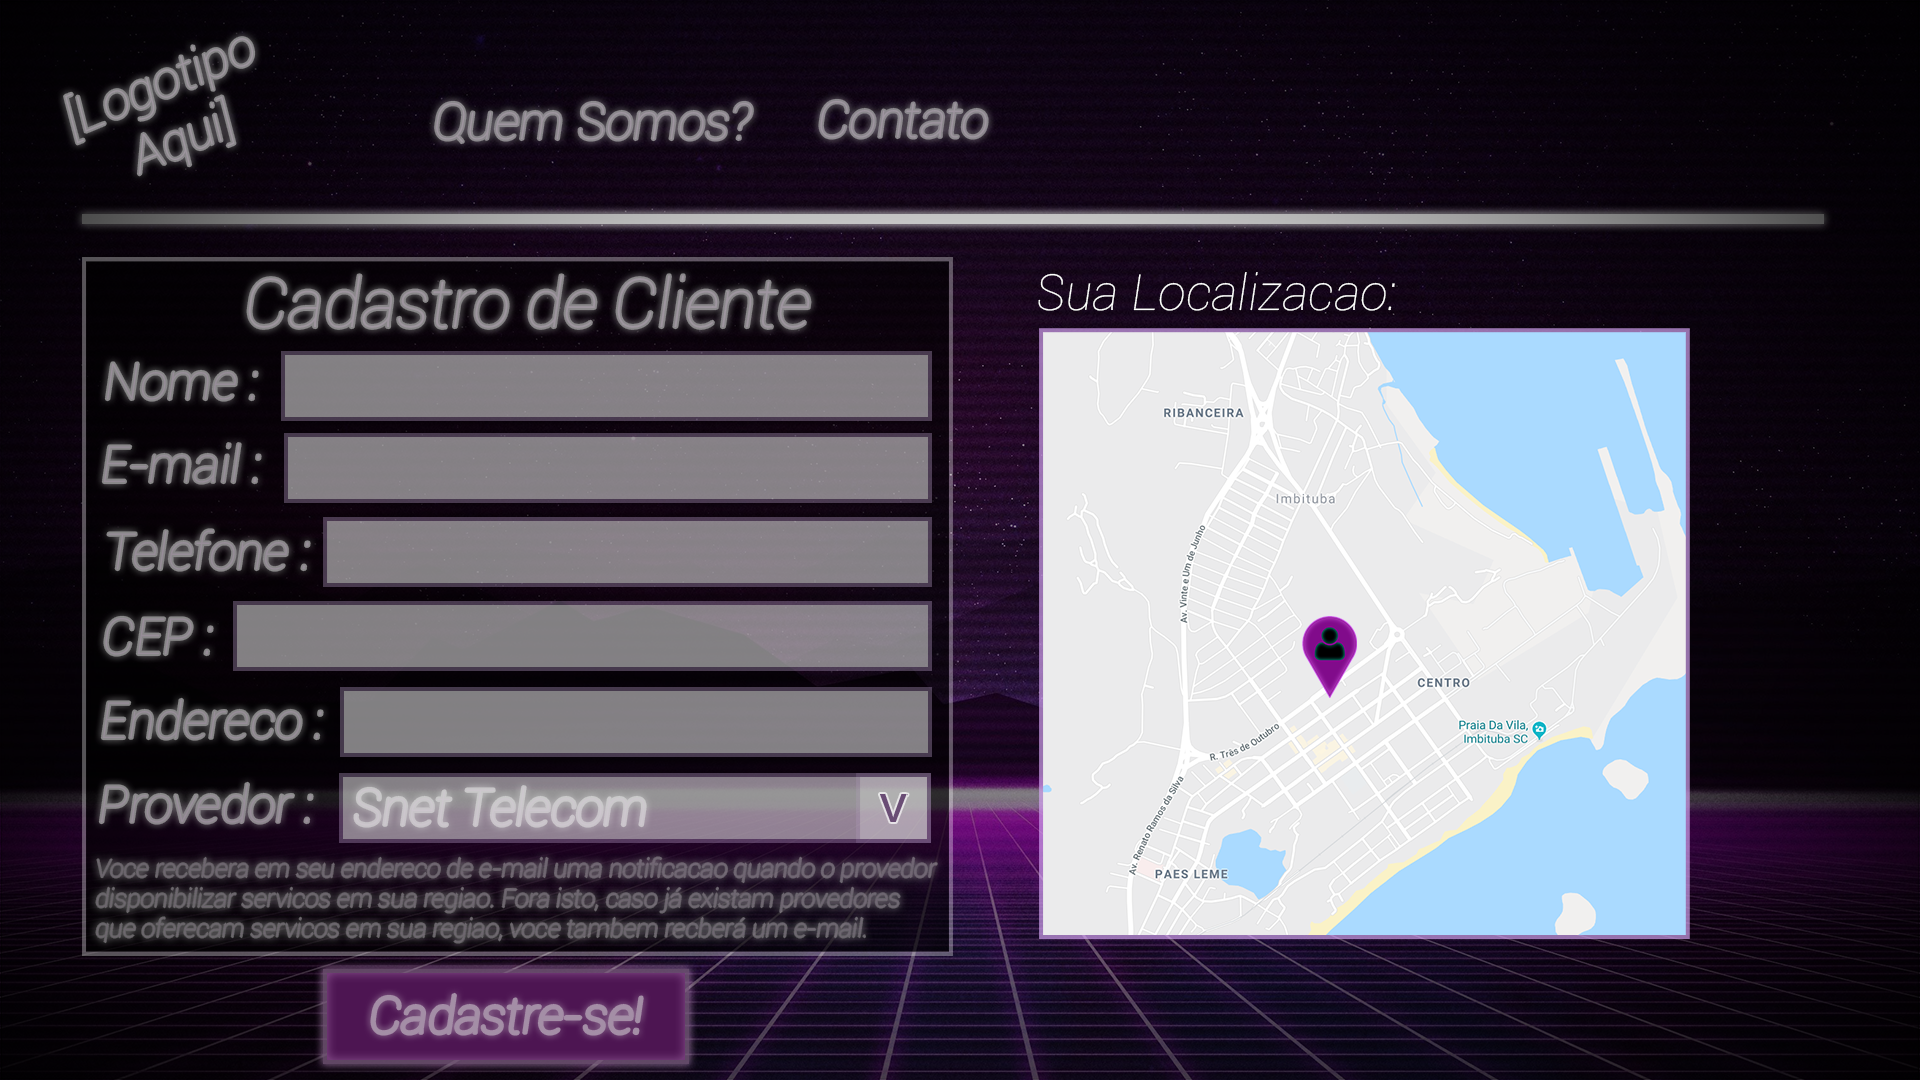 [Logotipo
Aqui]
Quem Somos?
Contato
Cadastro de Cliente
Nome :
E-mail :
Telefone :
CEP :
Endereco :
Provedor :
Snet Telecom
V
Voce recebera em seu endereco de e-mail uma notificacao quando o provedor
disponibilizar servicos em sua regiao. Fora isto, caso já existam provedores
que oferecam servicos em sua regiao, voce tambem recberá um e-mail.
Cadastre-se!
Sua Localizacao:
RIBANCEIRA
Imbituba
Av. Vinte e Um de Junho
CENTRO
Praia Da Vila,
Imbituba SC
R. Três de Outubro
Av. Renato Ramos da Silva
PAES LEME